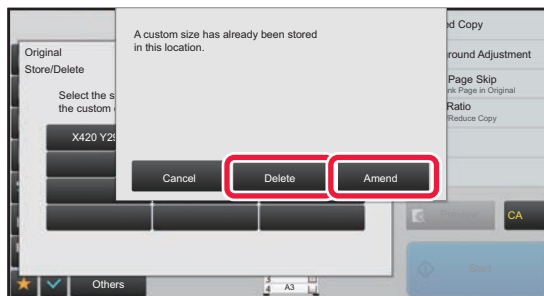 A custom size has already been stored
in this location.
Original
Store/Delete
Select the s
the custom
X420 Y29
Cancel
Delete
Amend
d Copy
round Adjustment
Page Skip
nk Page in Original
Ratio
/Reduce Copy
CA
Start
Others
A3